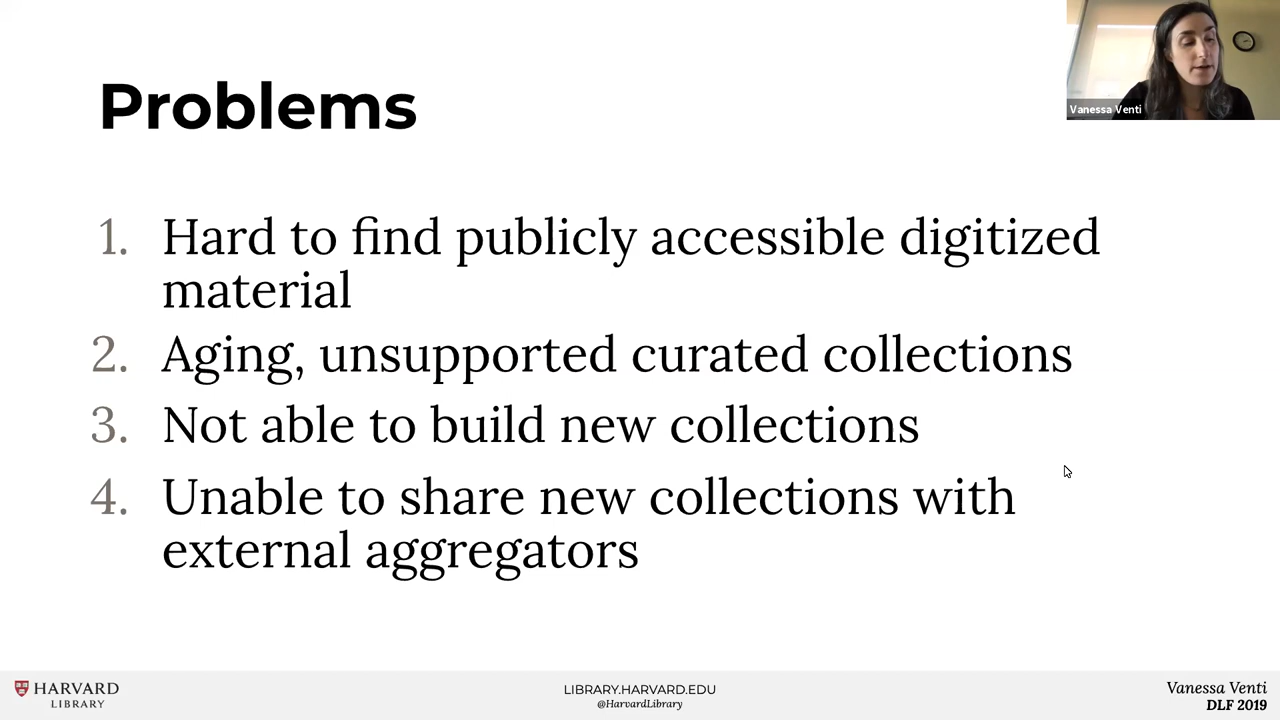 Problems
Vanessa Venti
1. Hard to find publicly accessible digitized
material
2. Aging, unsupported curated collections
3. Not able to build new collections
4. Unable to share new collections with
external aggregators
HARVARD
LIBRARY
LIBRARY.HARVARD.EDU
@HarvardLibrary
Vanessa Venti
DLF 2019